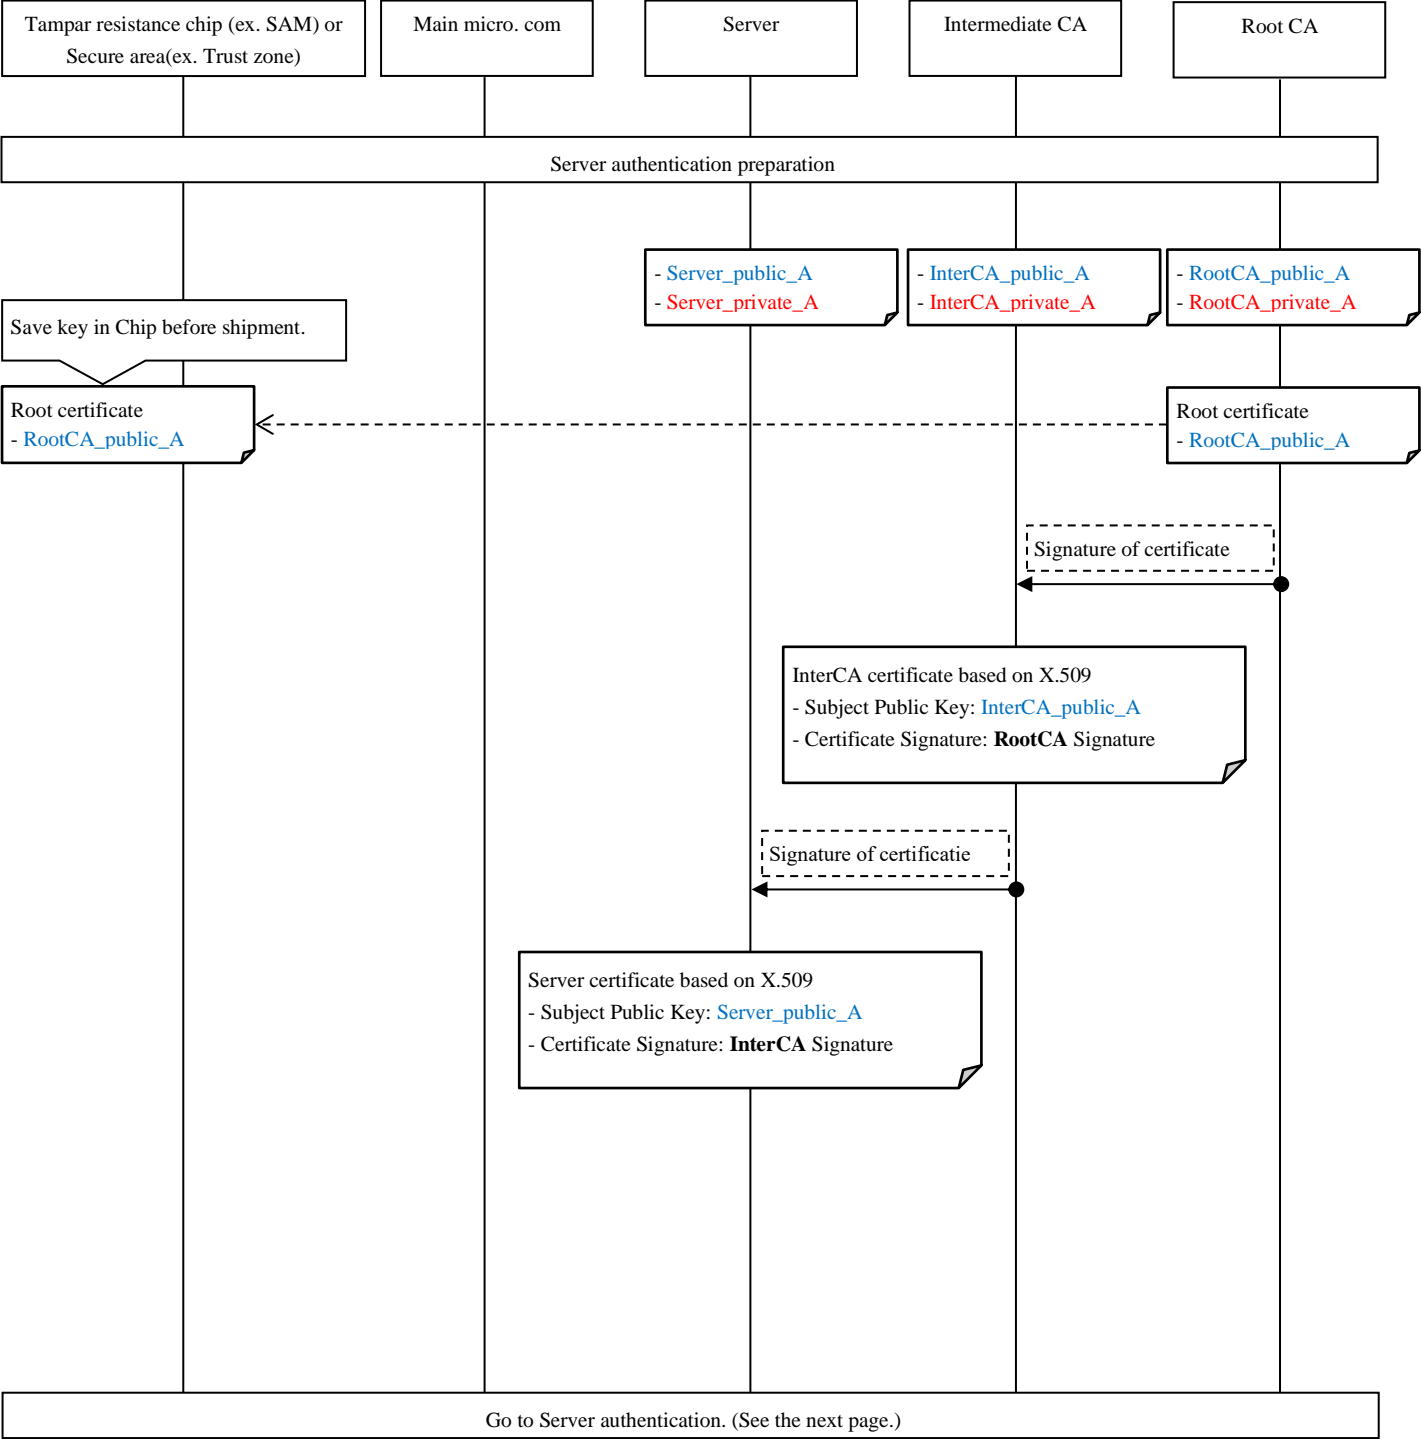 Tampar resistance chip (ex. SAM) or
Secure area(ex. Trust zone)
Main micro. com
Server
Intermediate CA
Root CA
Server authentication preparation
- Server_public_A
- Server_private_A
- InterCA_public_A
- InterCA_private_A
- RootCA_public_A
- RootCA_private_A
Save key in Chip before shipment.
Root certificate
- RootCA_public_A
Root certificate
- RootCA_public_A
Signature of certificate
InterCA certificate based on X.509
- Subject Public Key: InterCA_public_A
- Certificate Signature: RootCA Signature
Signature of certificatie
Server certificate based on X.509
- Subject Public Key: Server_public_A
- Certificate Signature: InterCA Signature
Go to Server authentication. (See the next page.)